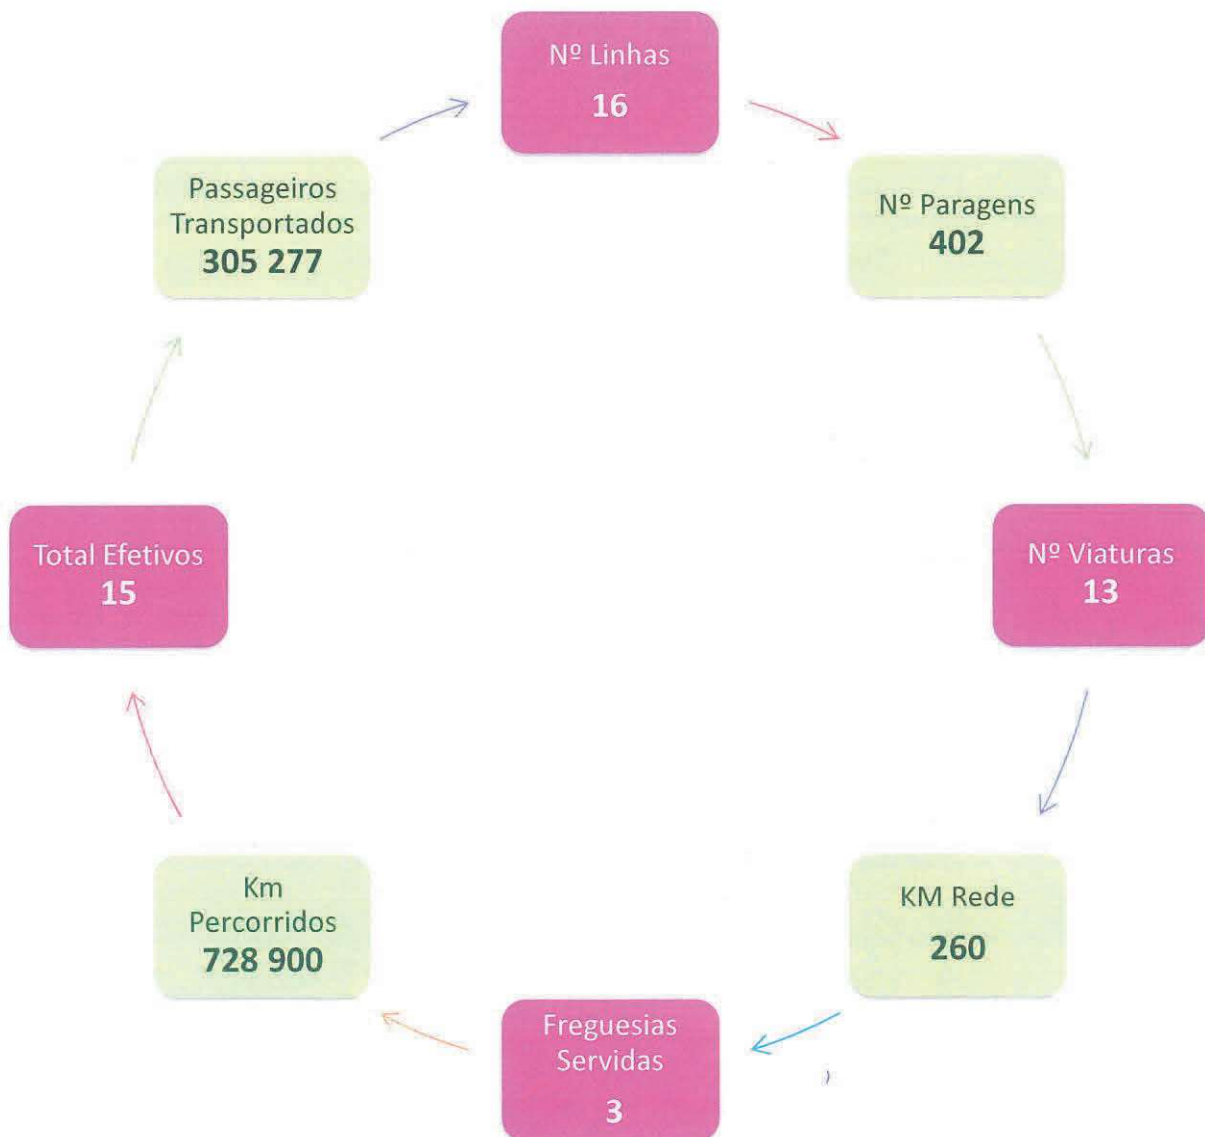 Nº Linhas
16
Nº Paragens
402
Nº Viaturas
13
KM Rede
260
Freguesias
Servidas
3
Km
Percorridos
728 900
Total Efetivos
15
Passageiros
Transportados
305 277